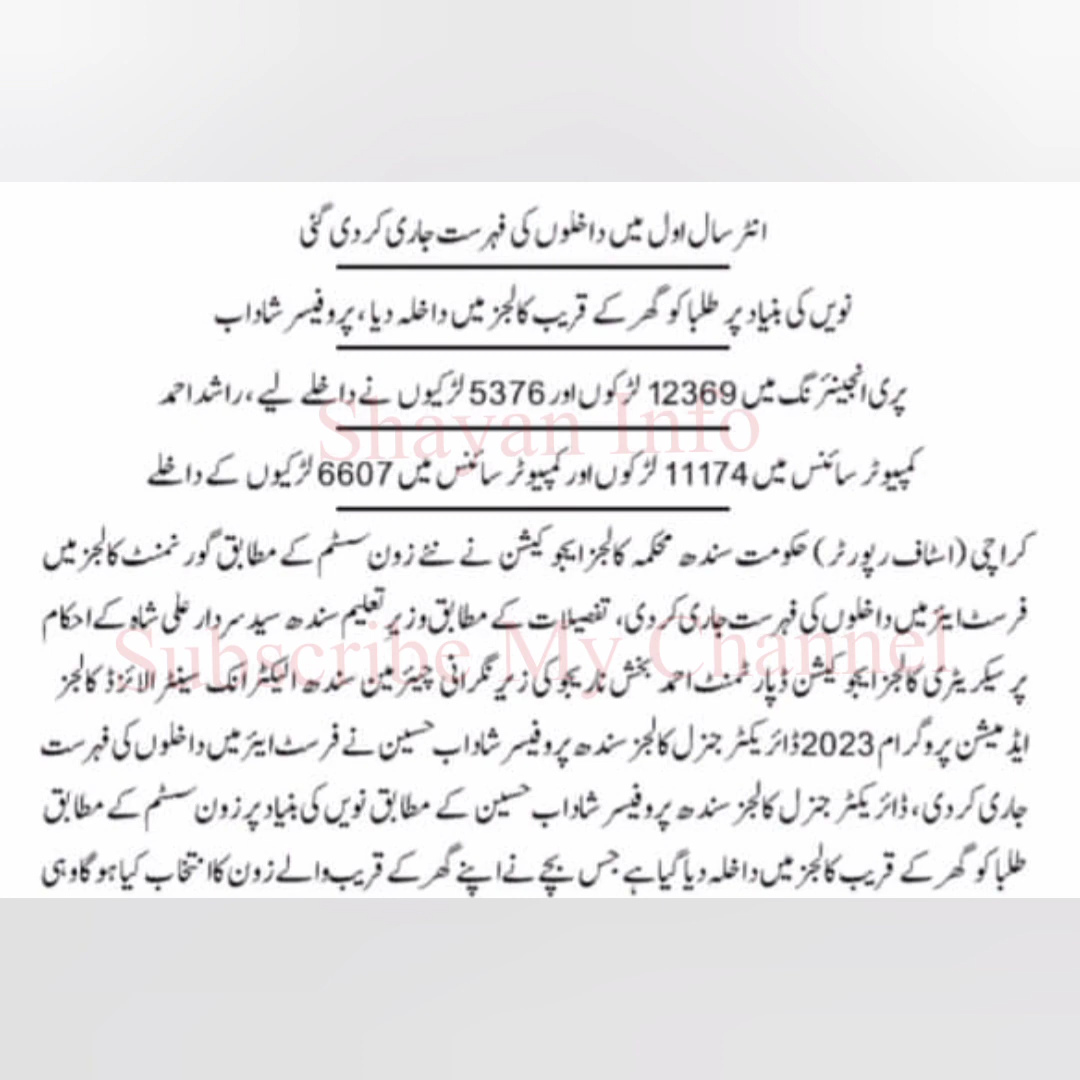 انٹر سال اول میں داخلوں کی فہرست جاری کردی گئی
نویں کی بنیاد پر طلبا کو گھر کے قریب کالجز میں داخلہ دیا، پروفیسر شاداب
پری انجینئرنگ میں 12369 لڑکوں اور 5376 لڑکیوں نے داخلے لیے، راشد احمد
Shayan Info
کمپیوٹر سائنس میں 11174 لڑکوں اور کمپیوٹر سائنس میں 6607 لڑکیوں کے داخلے
کراچی (اسٹاف رپورٹر) حکومت سندھ محکمہ کالجز ایجوکیشن نے نئے زون سسٹم کے مطابق گورنمنٹ کالجز میں
فرسٹ ایئر میں داخلوں کی فہرست جاری کردی، تفصیلات کے مطابق وزیر تعلیم سندھ سید سردار علی شاہ کے احکام
Subscribe My Channel
پر سیکریٹری کالجز ایجوکیشن ڈپارٹمنٹ احمد بخش ناریجو کی زیر نگرانی چیئرمین سندھ الیکٹرانک سینٹرالائزڈ کالجز
ایڈمیشن پروگرام 2023 ڈائریکٹر جنرل کالجز سندھ پروفیسر شاداب حسین نے فرسٹ ایئر میں داخلوں کی فہرست
جاری کردی، ڈائریکٹر جنرل کالجز سندھ پروفیسر شاداب حسین کے مطابق نویں کی بنیاد پر زون سسٹم کے مطابق
طلبا کو گھر کے قریب کالجز میں داخلہ دیا گیا ہے جس بچے نے اپنے گھر کے قریب والے زون کا انتخاب کیا ہوگا وہی